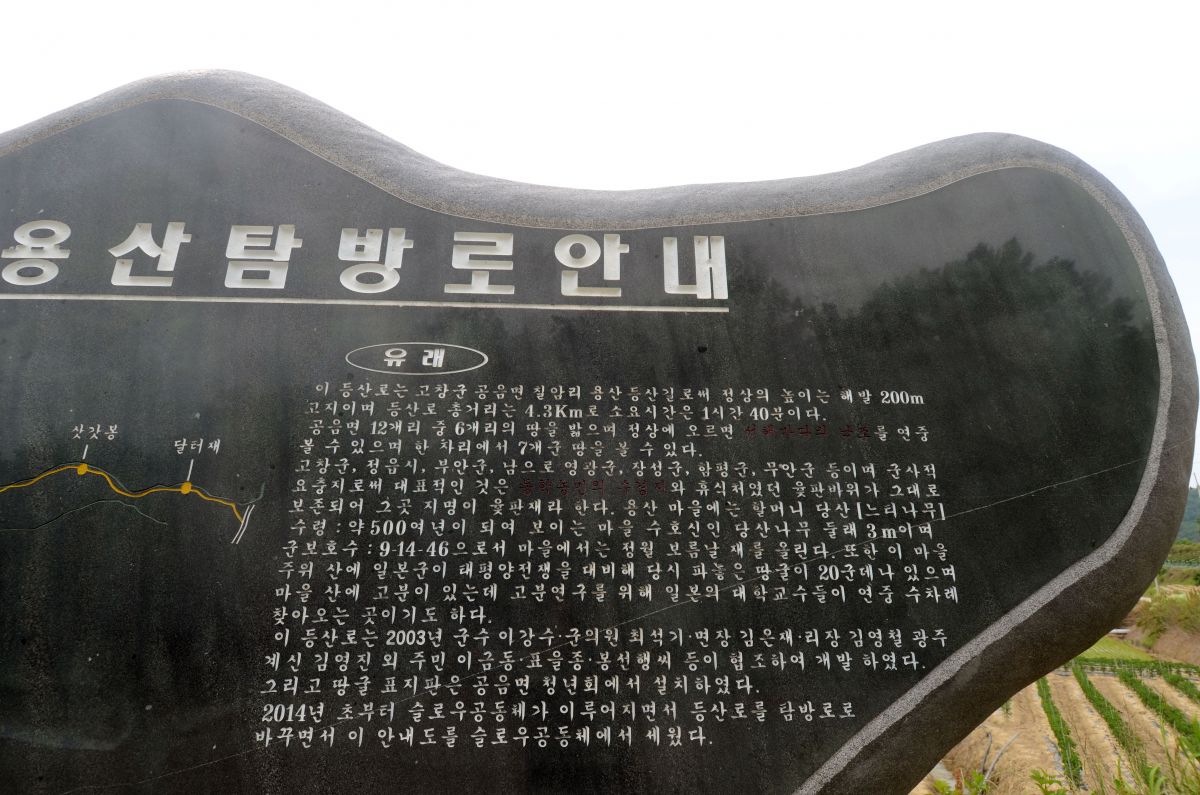 용산탐방로안내
유래
이 등산로는 고창군 공음면 칠암리 용산 등산길로써 정상의 높이는 해발 200m
고지이며 등산로 총거리는 4.3Km로 소요시간은 1시간 40분이다.
공음면 12개리 중 6개리의 땅을 밟으며 정상에 오르면 서해바다의 낙조를 연중
볼 수 있으며 한 자리에서 7개군 땅을 볼 수 있다.
고창군, 정읍시, 부안군, 남으로 영광군, 장성군, 함평군, 무안군 등이며 군사적
요충지로써 대표적인 것은 동학농민의 수련지와 휴식처였던 윷판바위가 그대로
보존되어 그곳 지명이 윷판재라 한다. 용산 마을에는 할머니 당산[느티나무]
수령 : 약500여년이 되어 보이는 마을 수호신인 당산나무 둘레 3m이며
군보호수 : 9-14-46으로서 마을에서는 정월 보름날 재를 올린다. 또한 이 마을
주위 산에 일본군이 태평양전쟁을 대비해 당시 파놓은 땅굴이 20군데나 있으며
마을 산에 고분이 있는데 고분연구를 위해 일본의 대학교수들이 연중 수차례
찾아오는 곳이기도 하다.
이 등산로는 2003년 군수 이강수·군의원 최석기·면장 김은재·리장 김영철 광주
계신 김영진 외 주민 이금동·표을종·봉선행씨 등이 협조하여 개발 하였다.
그리고 땅굴 표지판은 공음면 청년회에서 설치하였다.
2014년 초부터 슬로우공동체가 이루어지면서 등산로를 탐방로로
바꾸면서 이 안내도를 슬로우공동체에서 세웠다.
삿갓봉
달터재